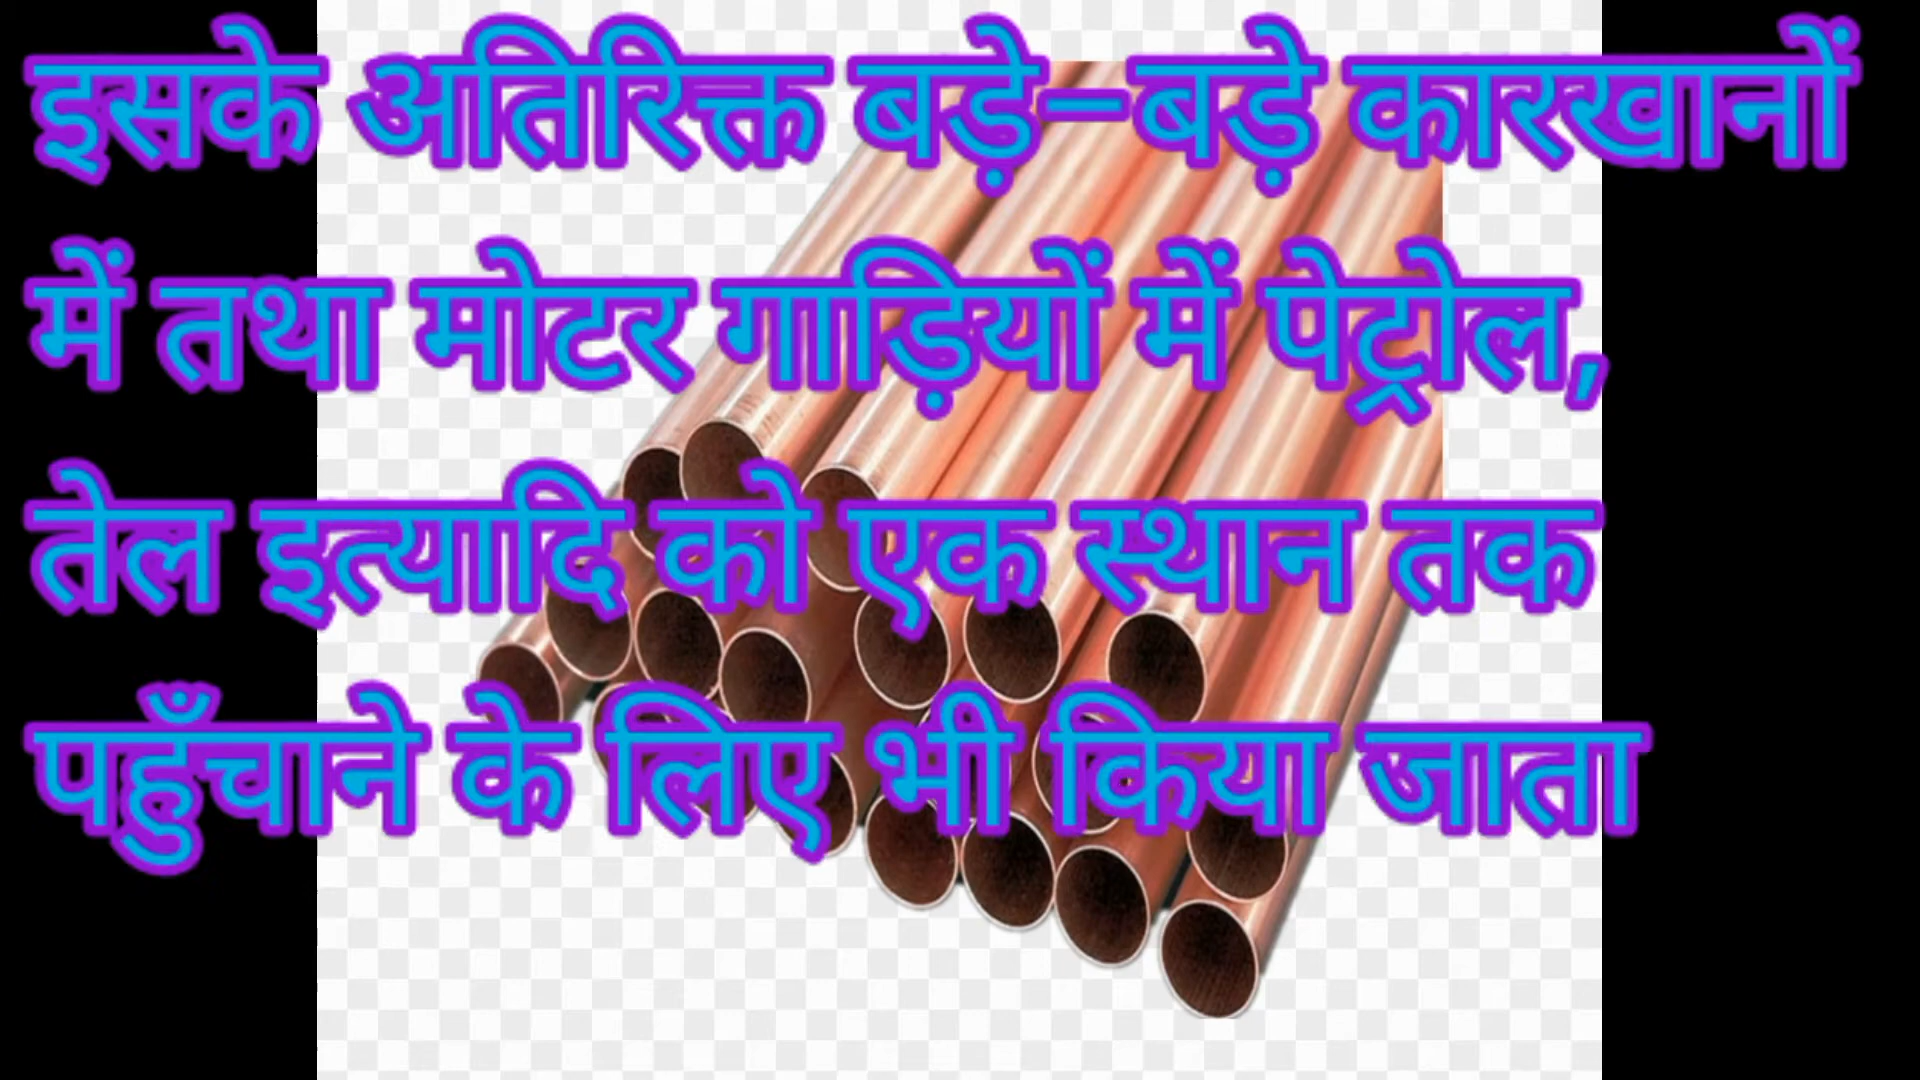 इसके अतिरिक्त बड़े-बड़े कारखानों
में तथा मोटर गाड़ियों में पेट्रोल,
तेल इत्यादि को एक स्थान तक
पहुँचाने के लिए भी किया जाता